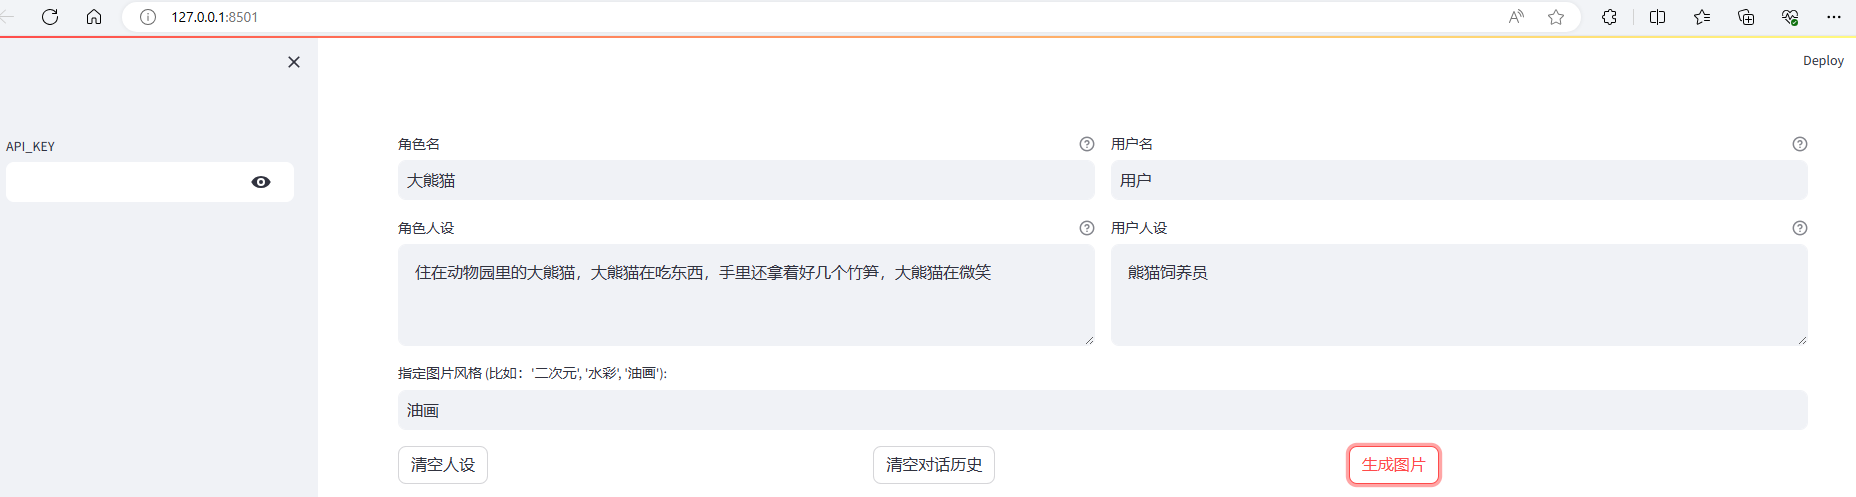 127.0.0.1:8501
Deploy
API_KEY
角色名
用户名
大熊猫
用户
角色人设
用户人设
住在动物园里的大熊猫，大熊猫在吃东西，手里还拿着好几个竹笋，大熊猫在微笑
熊猫饲养员
指定图片风格 (比如：'二次元', '水彩', '油画'):
油画
清空人设
清空对话历史
生成图片